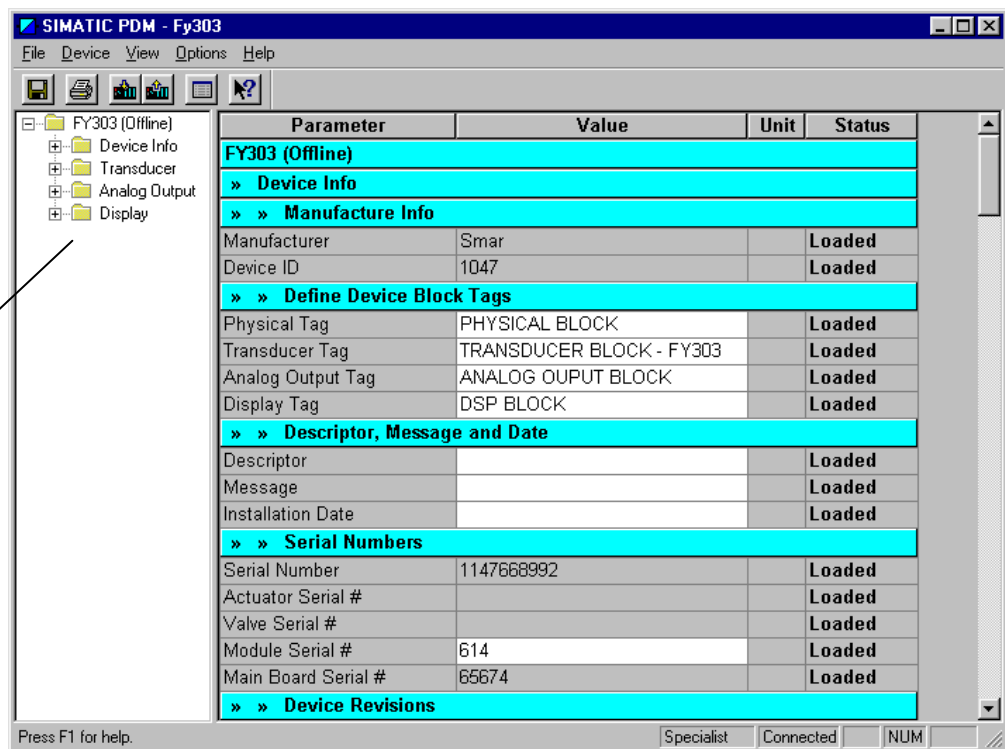 SIMATIC PDM - Fy303
File Device View Options Help
FY303 (Offline)
Device Info
Transducer
Analog Output
Display
Parameter Value Unit Status
FY303 (Offline)
» Device Info
» » Manufacture Info
Manufacturer Smar Loaded
Device ID 1047 Loaded
» » Define Device Block Tags
Physical Tag PHYSICAL BLOCK Loaded
Transducer Tag TRANSDUCER BLOCK - FY303 Loaded
Analog Output Tag ANALOG OUPUT BLOCK Loaded
Display Tag DSP BLOCK Loaded
» » Descriptor, Message and Date
Descriptor Loaded
Message Loaded
Installation Date Loaded
» » Serial Numbers
Serial Number 1147668992 Loaded
Actuator Serial # Loaded
Valve Serial # Loaded
Module Serial # 614 Loaded
Main Board Serial # 65674 Loaded
» » Device Revisions
Press F1 for help. Specialist Connected NUM